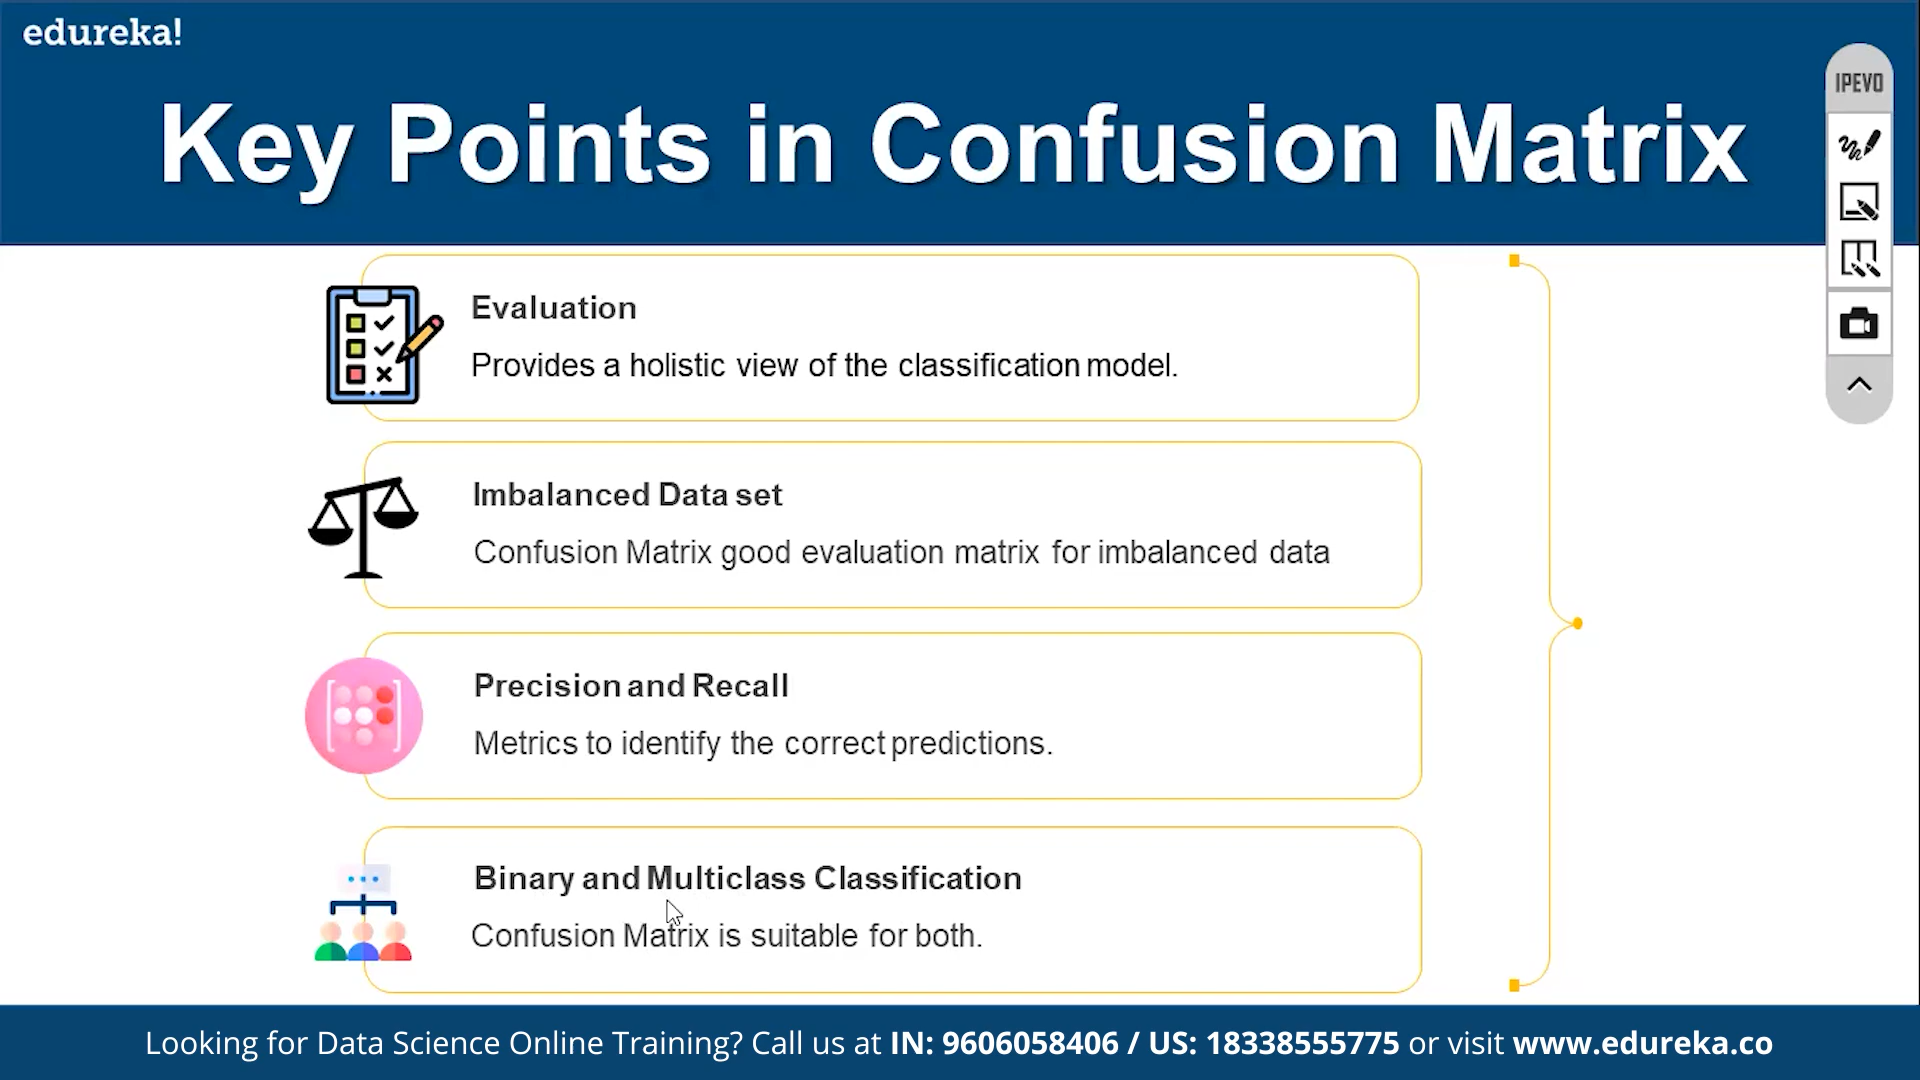 edureka!
Key Points in Confusion Matrix
IPEVO
Evaluation
Provides a holistic view of the classification model.
Imbalanced Data set
Confusion Matrix good evaluation matrix for imbalanced data
Precision and Recall
Metrics to identify the correct predictions.
Binary and Multiclass Classification
Confusion Matrix is suitable for both.
Looking for Data Science Online Training? Call us at IN: 9606058406 / US: 18338555775 or visit www.edureka.co